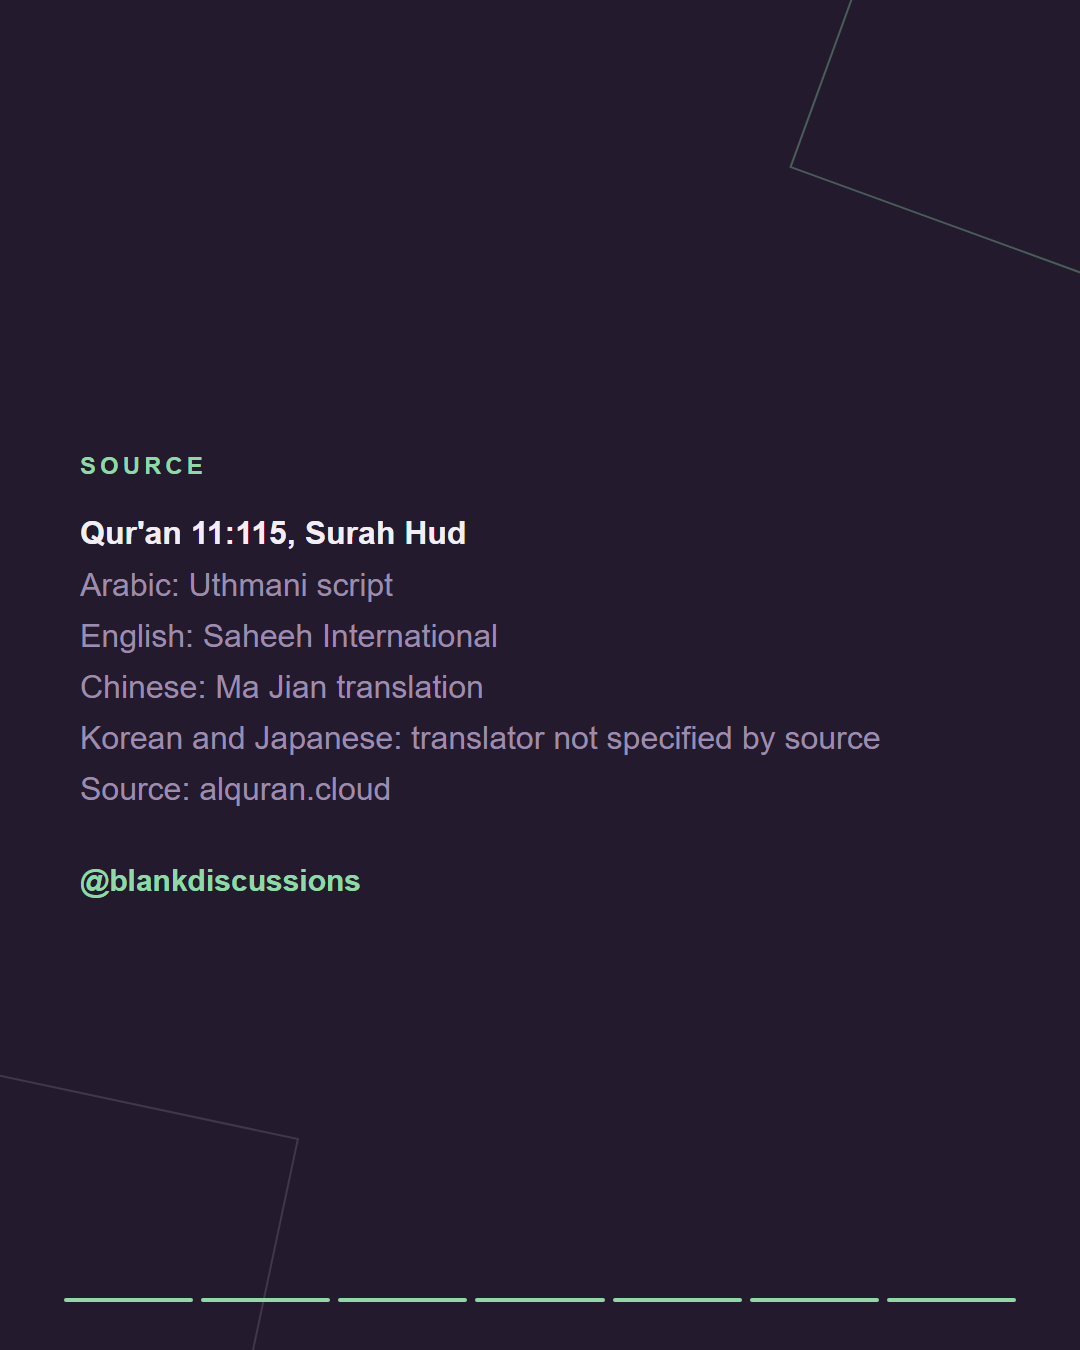 SOURCE
Qur'an 11:115, Surah Hud
Arabic: Uthmani script
English: Saheeh International
Chinese: Ma Jian translation
Korean and Japanese: translator not specified by source
Source: alquran.cloud
@blankdiscussions